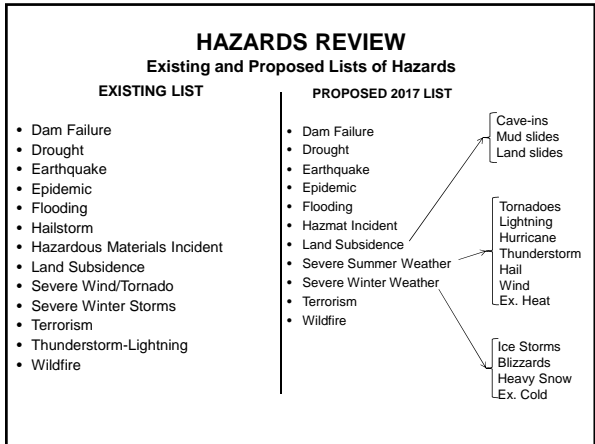 HAZARDS REVIEW
Existing and Proposed Lists of Hazards
EXISTING LIST
• Dam Failure
• Drought
• Earthquake
• Epidemic
• Flooding
• Hailstorm
• Hazardous Materials Incident
• Land Subsidence
• Severe Wind/Tornado
• Severe Winter Storms
• Terrorism
• Thunderstorm-Lightning
• Wildfire
PROPOSED 2017 LIST
• Dam Failure
• Drought
• Earthquake
• Epidemic
• Flooding
• Hazmat Incident
• Land Subsidence
• Severe Summer Weather
• Severe Winter Weather
• Terrorism
• Wildfire
Cave-ins
Mud slides
Land slides
Tornadoes
Lightning
Hurricane
Thunderstorm
Hail
Wind
Ex. Heat
Ice Storms
Blizzards
Heavy Snow
Ex. Cold